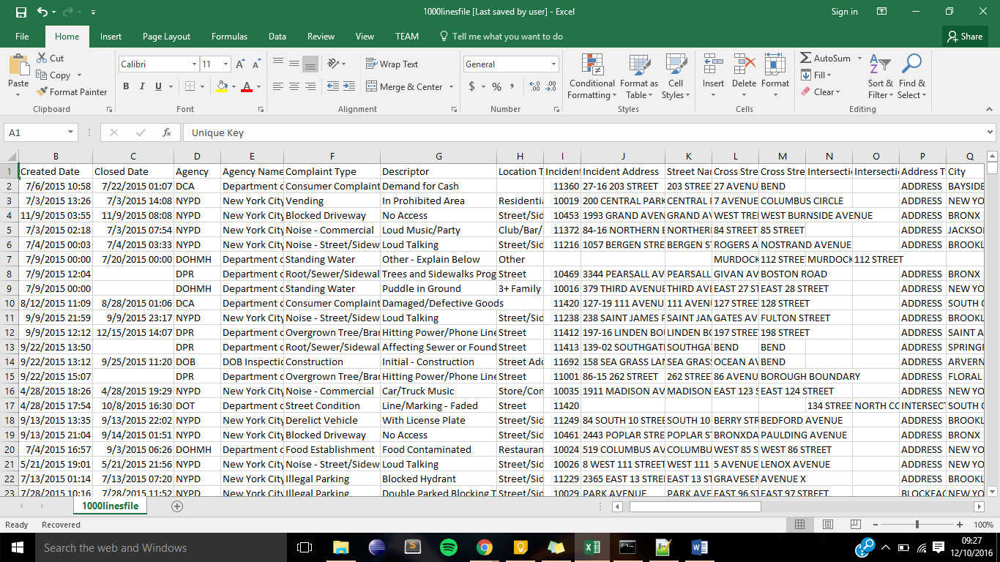 1000linesfile [Last saved by user] - Excel Sign in
File Home Insert Page Layout Formulas Data Review View TEAM Tell me what you want to do Share
Paste Cut Copy Format Painter Clipboard
Calibri 11 A A B I U A Font
Wrap Text Merge & Center Alignment
General $ % , .0 .00 .00 .0 Number
Conditional Formatting Format as Table Cell Styles Styles
Insert Delete Format Cells
AutoSum Fill Clear Sort & Filter Find & Select Editing
A1 fx Unique Key
B C D E F G H I J K L M N O P Q
1 Created Date Closed Date Agency Agency Name Complaint Type Descriptor Location T Incident Incident Address Street Nar Cross Stre Cross Stre Intersecti Intersecti Address T City
2 7/6/2015 10:58 7/22/2015 01:07 DCA Department c Consumer Complaint Demand for Cash 11360 27-16 203 STREET 203 STREE 27 AVENU BEND ADDRESS BAYSIDE
3 7/3/2015 13:26 7/3/2015 14:08 NYPD New York City Vending In Prohibited Area Residentia 10019 200 CENTRAL PARK CENTRAL F 7 AVENUE COLUMBUS CIRCLE ADDRESS NEW YO
4 11/9/2015 03:55 11/9/2015 08:08 NYPD New York City Blocked Driveway No Access Street/Sid 10453 1993 GRAND AVEN GRAND AV WEST TREI WEST BURNSIDE AVENUE ADDRESS BRONX
5 7/3/2015 02:18 7/3/2015 07:54 NYPD New York City Noise - Commercial Loud Music/Party Club/Bar/ 11372 84-16 NORTHERN E NORTHERI 84 STREET 85 STREET ADDRESS JACKSO
6 7/4/2015 00:03 7/4/2015 03:33 NYPD New York City Noise - Street/Sidew Loud Talking Street/Sid 11216 1057 BERGEN STRE BERGEN S ROGERS A NOSTRAND AVENUE ADDRESS BROOKL
7 7/9/2015 00:00 7/20/2015 00:00 DOHMH Department c Standing Water Other - Explain Below Other MURDOCK 112 STREE MURDOCK 112 STREET
8 7/9/2015 12:04 DPR Department c Root/Sewer/Sidewal Trees and Sidewalks Prog Street 10469 3344 PEARSALL AV PEARSALL GIVAN AV BOSTON ROAD ADDRESS BRONX
9 7/9/2015 00:00 DOHMH Department c Standing Water Puddle in Ground 3+ Family 10016 379 THIRD AVENUE THIRD AVE EAST 27 ST EAST 28 STREET ADDRESS NEW YO
10 8/12/2015 11:09 8/28/2015 01:06 DCA Department c Consumer Complaint Damaged/Defective Goods 11420 127-19 111 AVENU 111 AVENU 127 STREE 128 STREET ADDRESS SOUTH C
11 9/9/2015 21:59 9/9/2015 23:17 NYPD New York City Noise - Street/Sidew Loud Talking Street/Sid 11238 238 SAINT JAMES F SAINT JAN GATES AV FULTON STREET ADDRESS BROOKL
12 9/9/2015 12:12 12/15/2015 14:07 DPR Department c Overgrown Tree/Brar Hitting Power/Phone Line Street 11412 197-16 LINDEN BOU LINDEN BC 197 STREE 198 STREET ADDRESS SAINT A
13 9/22/2015 13:50 DPR Department c Root/Sewer/Sidewal Affecting Sewer or Found Street 11413 139-02 SOUTHGAT SOUTHGA BEND BEND ADDRESS SPRINGF
14 9/22/2015 13:12 9/25/2015 11:20 DOB DOB Inspectic Construction Initial - Construction Street Adc 11692 158 SEA GRASS LAN SEA GRASS OCEAN AV BEND ADDRESS ARVERN
15 9/22/2015 15:07 DPR Department c Overgrown Tree/Brar Hitting Power/Phone Line Street 11001 86-15 262 STREET 262 STREE 86 AVENU BOROUGH BOUNDARY ADDRESS FLORAL
16 4/28/2015 18:26 4/28/2015 19:29 NYPD New York City Noise - Commercial Car/Truck Music Store/Con 10035 1911 MADISON AV MADISON EAST 123 S EAST 124 STREET ADDRESS NEW YO
17 4/28/2015 17:54 10/8/2015 16:30 DOT Department c Street Condition Line/Marking - Faded Street 11420 134 STREE NORTH CO INTERSECT SOUTH C
18 9/13/2015 13:35 9/13/2015 22:02 NYPD New York City Derelict Vehicle With License Plate Street/Sid 11249 84 SOUTH 10 STREE SOUTH 10 BERRY STR BEDFORD AVENUE ADDRESS BROOKL
19 9/13/2015 21:04 9/14/2015 01:51 NYPD New York City Blocked Driveway No Access Street/Sid 10461 2443 POPLAR STRE POPLAR S BRONXDA PAULDING AVENUE ADDRESS BRONX
20 7/4/2015 16:57 9/3/2015 06:26 DOHMH Department c Food Establishment Food Contaminated Restauran 10024 519 COLUMBUS AV COLUMBU WEST 85 S WEST 86 STREET ADDRESS NEW YO
21 5/21/2015 19:01 5/21/2015 21:56 NYPD New York City Noise - Street/Sidew Loud Talking Street/Sid 10026 8 WEST 111 STREET WEST 111 5 AVENUE LENOX AVENUE ADDRESS NEW YO
22 7/13/2015 01:14 7/13/2015 07:20 NYPD New York City Illegal Parking Blocked Hydrant Street/Sid 11229 2365 EAST 13 STREI EAST 13 ST GRAVESEN AVENUE X ADDRESS BROOKL
23 7/28/2015 10:16 7/28/2015 11:52 NYPD New York City Illegal Parking Double Parked Blocking T Street/Sid 10029 PARK AVENUE PARK AVE EAST 96 ST EAST 97 STREET BLOCKFAC NEW YO
1000linesfile
Ready Recovered 100%
Search the web and Windows 09:27
12/10/2016